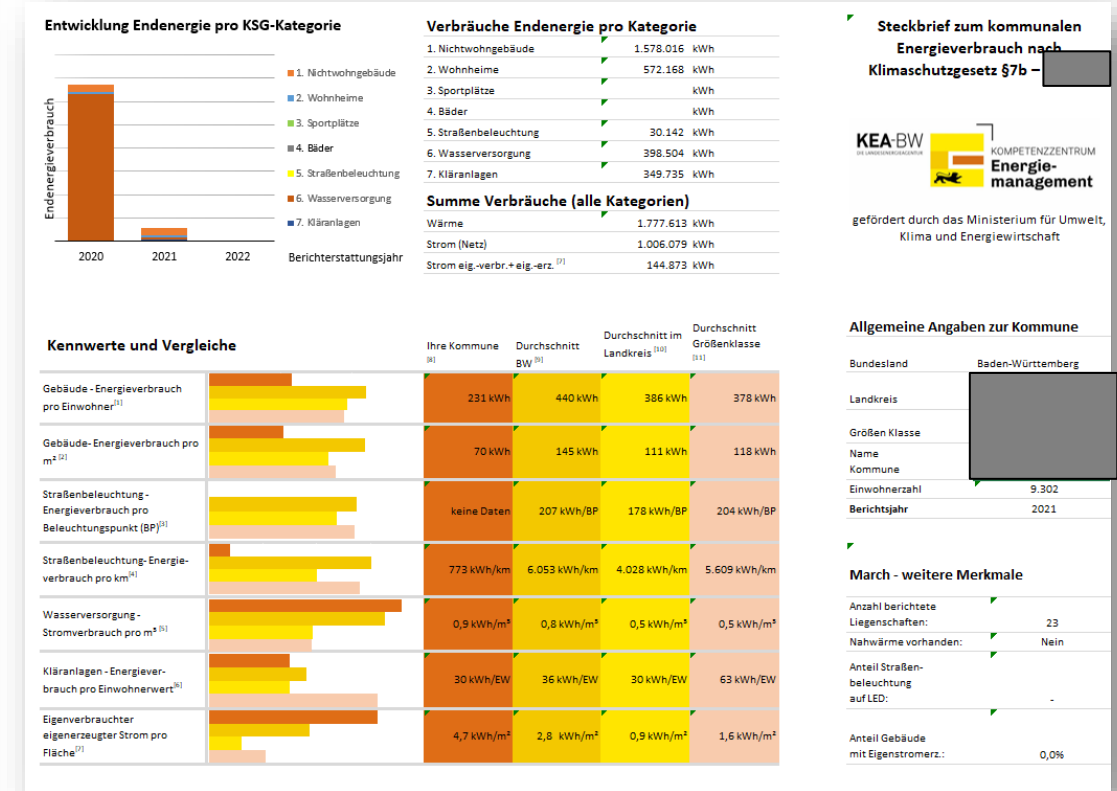 Entwicklung Endenergie pro KSG-Kategorie
Endenergieverbrauch
1. Nichtwohngebäude
2. Wohnheime
3. Sportplätze
4. Bäder
5. Straßenbeleuchtung
6. Wasserversorgung
7. Kläranlagen
2020 2021 2022 Berichterstattungsjahr
Verbräuche Endenergie pro Kategorie
1. Nichtwohngebäude 1.578.016 kWh
2. Wohnheime 572.168 kWh
3. Sportplätze kWh
4. Bäder kWh
5. Straßenbeleuchtung 30.142 kWh
6. Wasserversorgung 398.504 kWh
7. Kläranlagen 349.735 kWh
Summe Verbräuche (alle Kategorien)
Wärme 1.777.613 kWh
Strom (Netz) 1.006.079 kWh
Strom eig.-verbr.+ eig.-erz. [7] 144.873 kWh
Steckbrief zum kommunalen
Energieverbrauch nach
Klimaschutzgesetz §7b –
KEA-BW
DIE LANDESENERGIEAGENTUR
KOMPETENZZENTRUM
Energie-
management
gefördert durch das Ministerium für Umwelt,
Klima und Energiewirtschaft
Kennwerte und Vergleiche
Ihre Kommune
[8]
Durchschnitt
BW [9]
Durchschnitt im
Landkreis [10]
Durchschnitt
Größenklasse
[11]
Gebäude - Energieverbrauch
pro Einwohner[1]
231 kWh 440 kWh 386 kWh 378 kWh
Gebäude- Energieverbrauch pro
m² [2]
70 kWh 145 kWh 111 kWh 118 kWh
Straßenbeleuchtung -
Energieverbrauch pro
Beleuchtungspunkt (BP)[3]
keine Daten 207 kWh/BP 178 kWh/BP 204 kWh/BP
Straßenbeleuchtung- Energie-
verbrauch pro km[4]
773 kWh/km 6.053 kWh/km 4.028 kWh/km 5.609 kWh/km
Wasserversorgung -
Stromverbrauch pro m³ [5]
0,9 kWh/m³ 0,8 kWh/m³ 0,5 kWh/m³ 0,5 kWh/m³
Kläranlagen - Energiever-
brauch pro Einwohnerwert[6]
30 kWh/EW 36 kWh/EW 30 kWh/EW 63 kWh/EW
Eigenverbrauchter
eigenerzeugter Strom pro
Fläche[7]
4,7 kWh/m² 2,8 kWh/m² 0,9 kWh/m² 1,6 kWh/m²
Allgemeine Angaben zur Kommune
Bundesland Baden-Württemberg
Landkreis
Größen Klasse
Name
Kommune
Einwohnerzahl 9.302
Berichtsjahr 2021
March - weitere Merkmale
Anzahl berichtete
Liegenschaften: 23
Nahwärme vorhanden: Nein
Anteil Straßen-
beleuchtung
auf LED: -
Anteil Gebäude
mit Eigenstromerz.: 0,0%